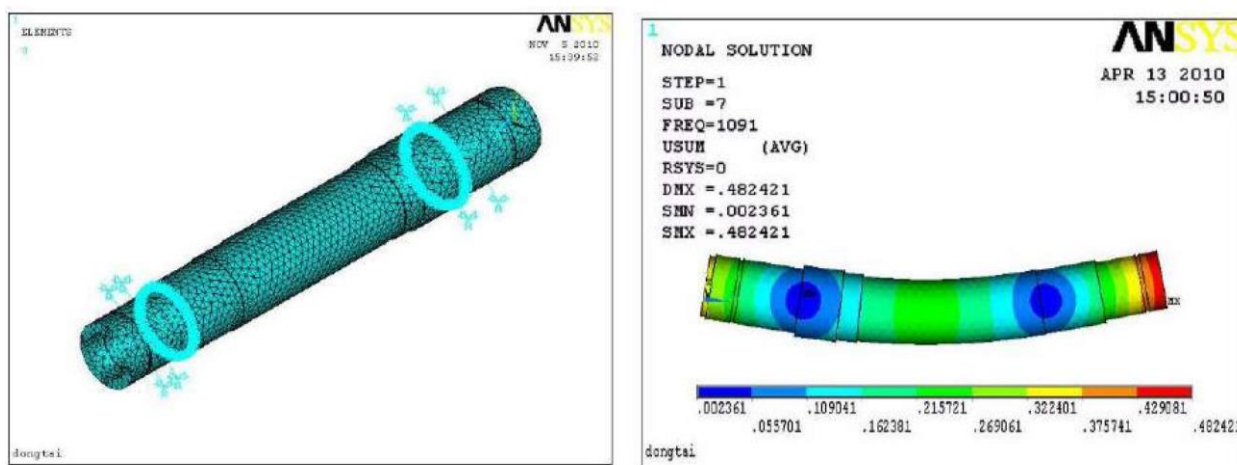 1
ELEMENTS
ANSYS
NOV 5 2010
15:39:53
dongtai
1
NODAL SOLUTION
ANSYS
APR 13 2010
15:00:50
STEP=1
SUB =7
FREQ=1091
USUM (AVG)
RSYS=0
DMX =.482421
SMN =.002361
SMX =.482421
MX
.002361 .109041 .215721 .322401 .429081
.055701 .162381 .269061 .375741 .482421
dongtai